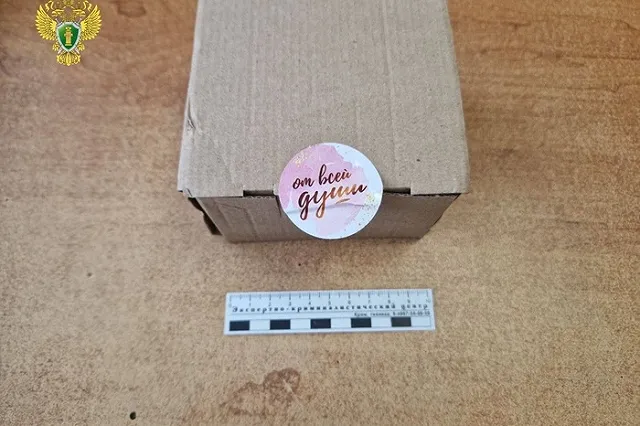 от всей
души
Экспертно-криминалистический центр